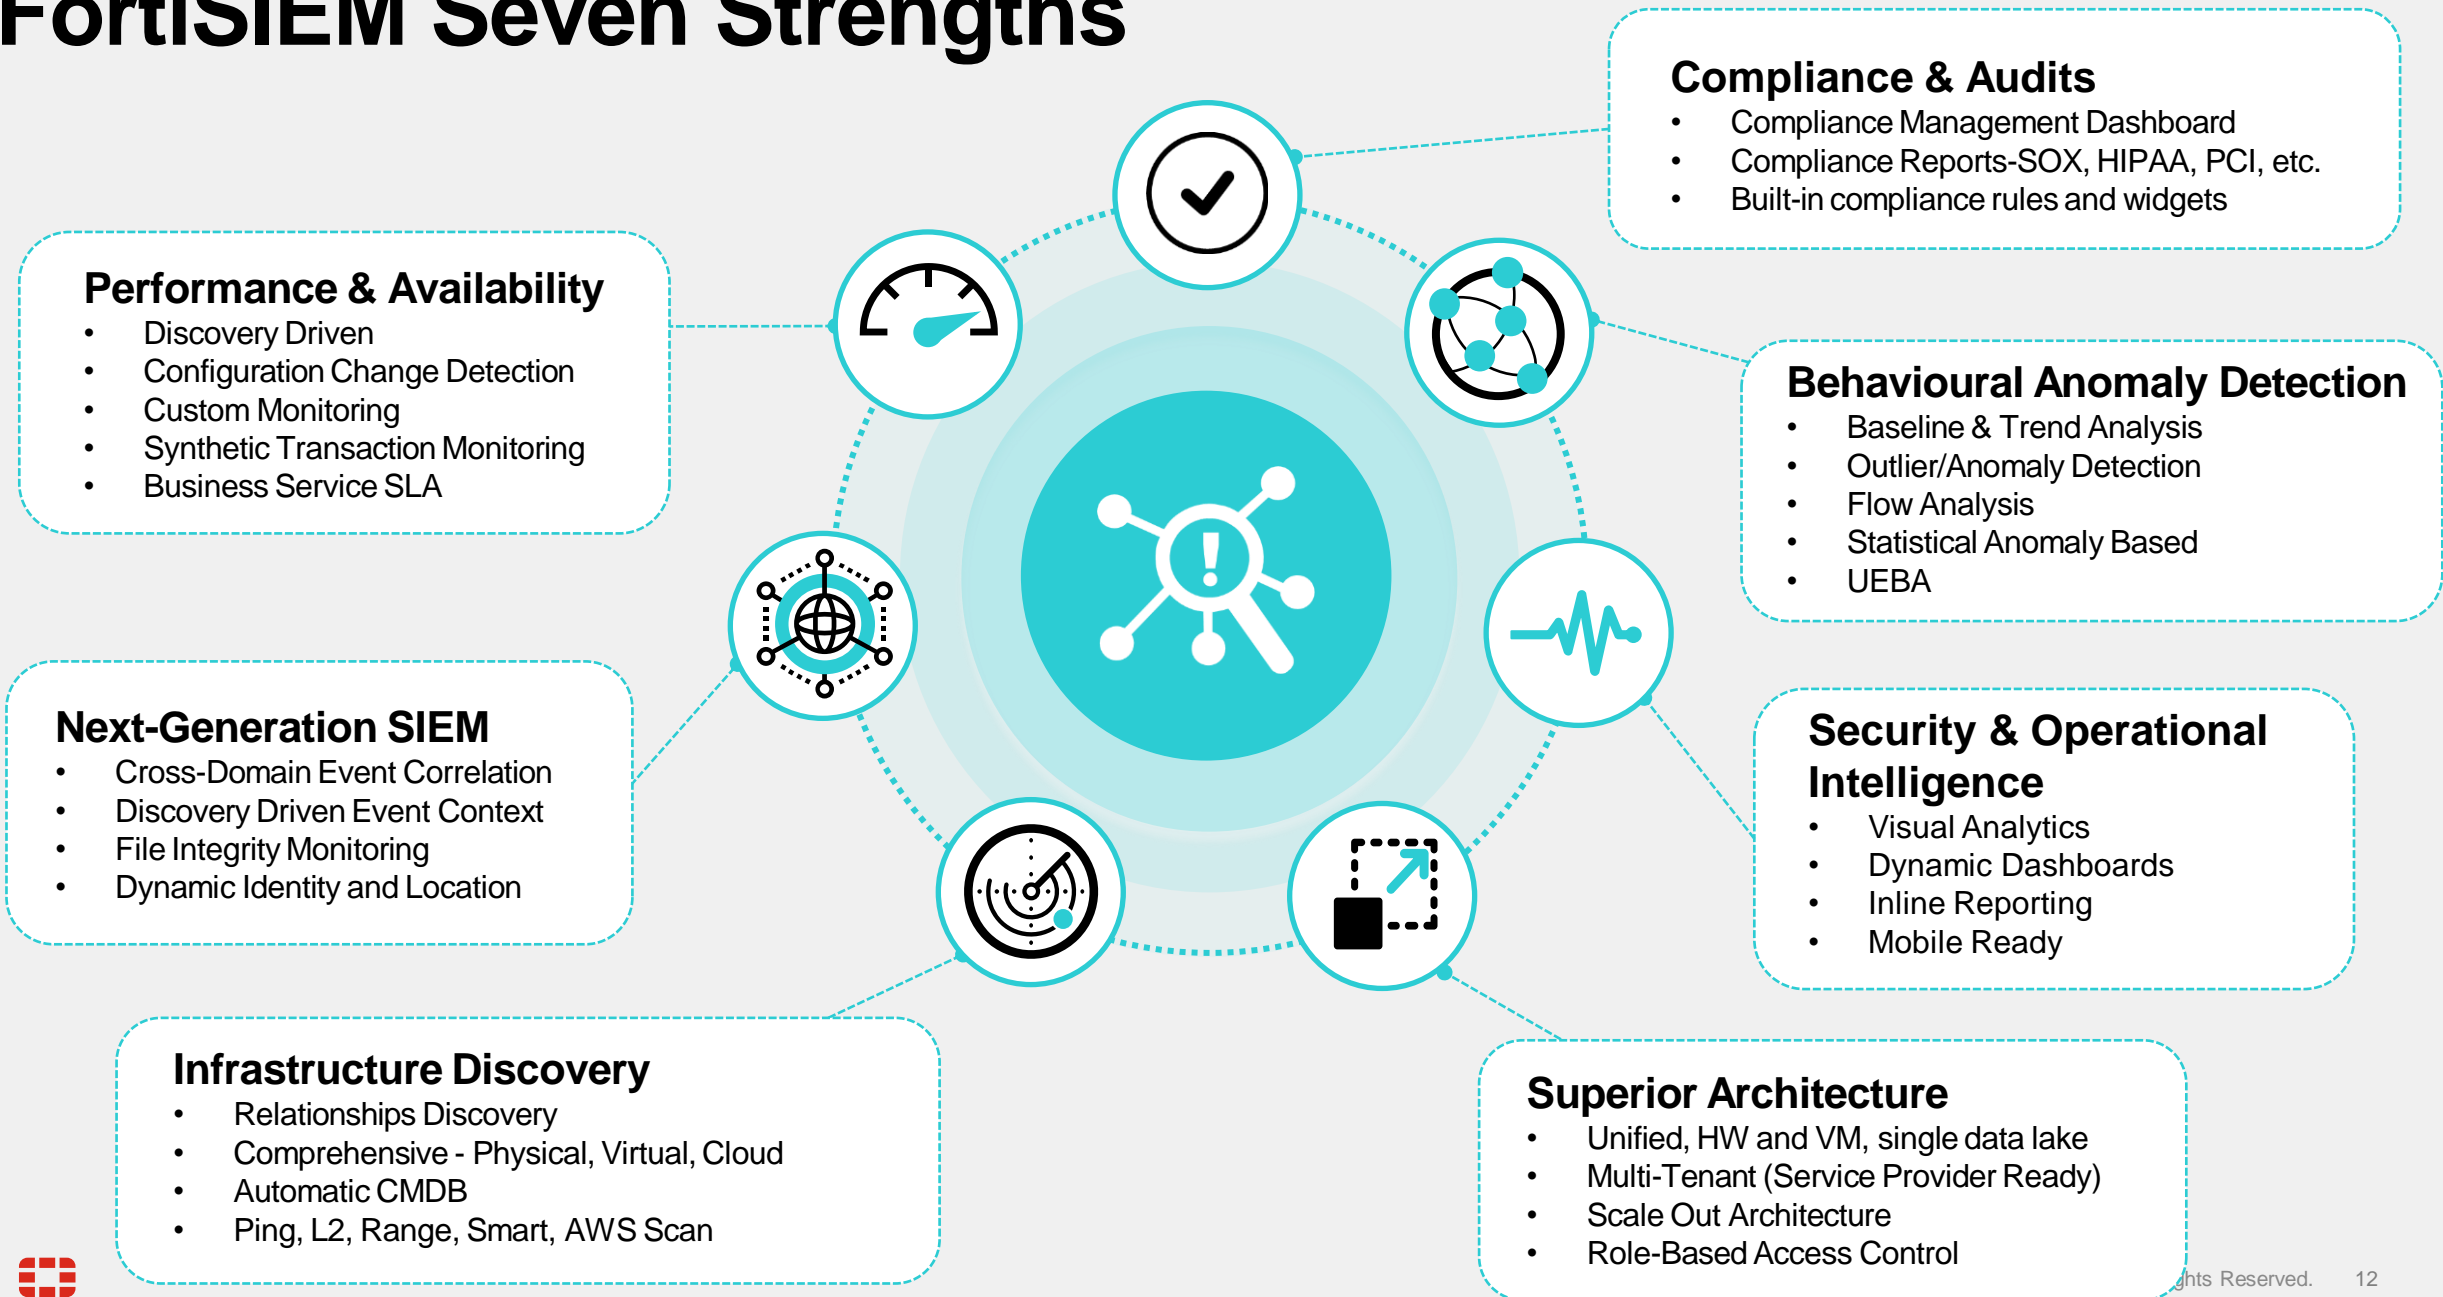 FortiSIEM Seven Strengths
Compliance & Audits
• Compliance Management Dashboard
• Compliance Reports-SOX, HIPAA, PCI, etc.
• Built-in compliance rules and widgets
Performance & Availability
• Discovery Driven
• Configuration Change Detection
• Custom Monitoring
• Synthetic Transaction Monitoring
• Business Service SLA
Behavioural Anomaly Detection
• Baseline & Trend Analysis
• Outlier/Anomaly Detection
• Flow Analysis
• Statistical Anomaly Based
• UEBA
Next-Generation SIEM
• Cross-Domain Event Correlation
• Discovery Driven Event Context
• File Integrity Monitoring
• Dynamic Identity and Location
Security & Operational
Intelligence
• Visual Analytics
• Dynamic Dashboards
• Inline Reporting
• Mobile Ready
Infrastructure Discovery
• Relationships Discovery
• Comprehensive - Physical, Virtual, Cloud
• Automatic CMDB
• Ping, L2, Range, Smart, AWS Scan
Superior Architecture
• Unified, HW and VM, single data lake
• Multi-Tenant (Service Provider Ready)
• Scale Out Architecture
• Role-Based Access Control
Reserved. 12